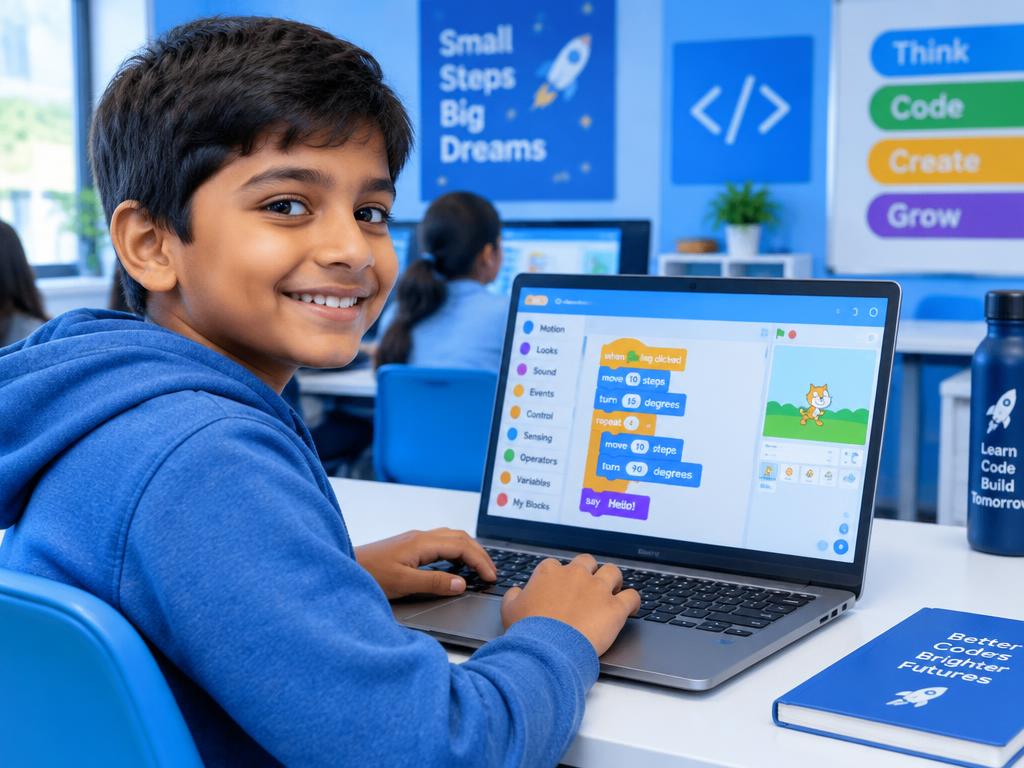 Small
Steps
Big
Dreams
</>
Think
Code
Create
Grow
Motion
Looks
Sound
Events
Control
Sensing
Operators
Variables
My Blocks
when flag clicked
move 10 steps
turn 15 degrees
repeat 4
move 10 steps
turn 90 degrees
say Hello!
Learn
Code
Build
Tomorrow
Better
Codes
Brighter
Futures